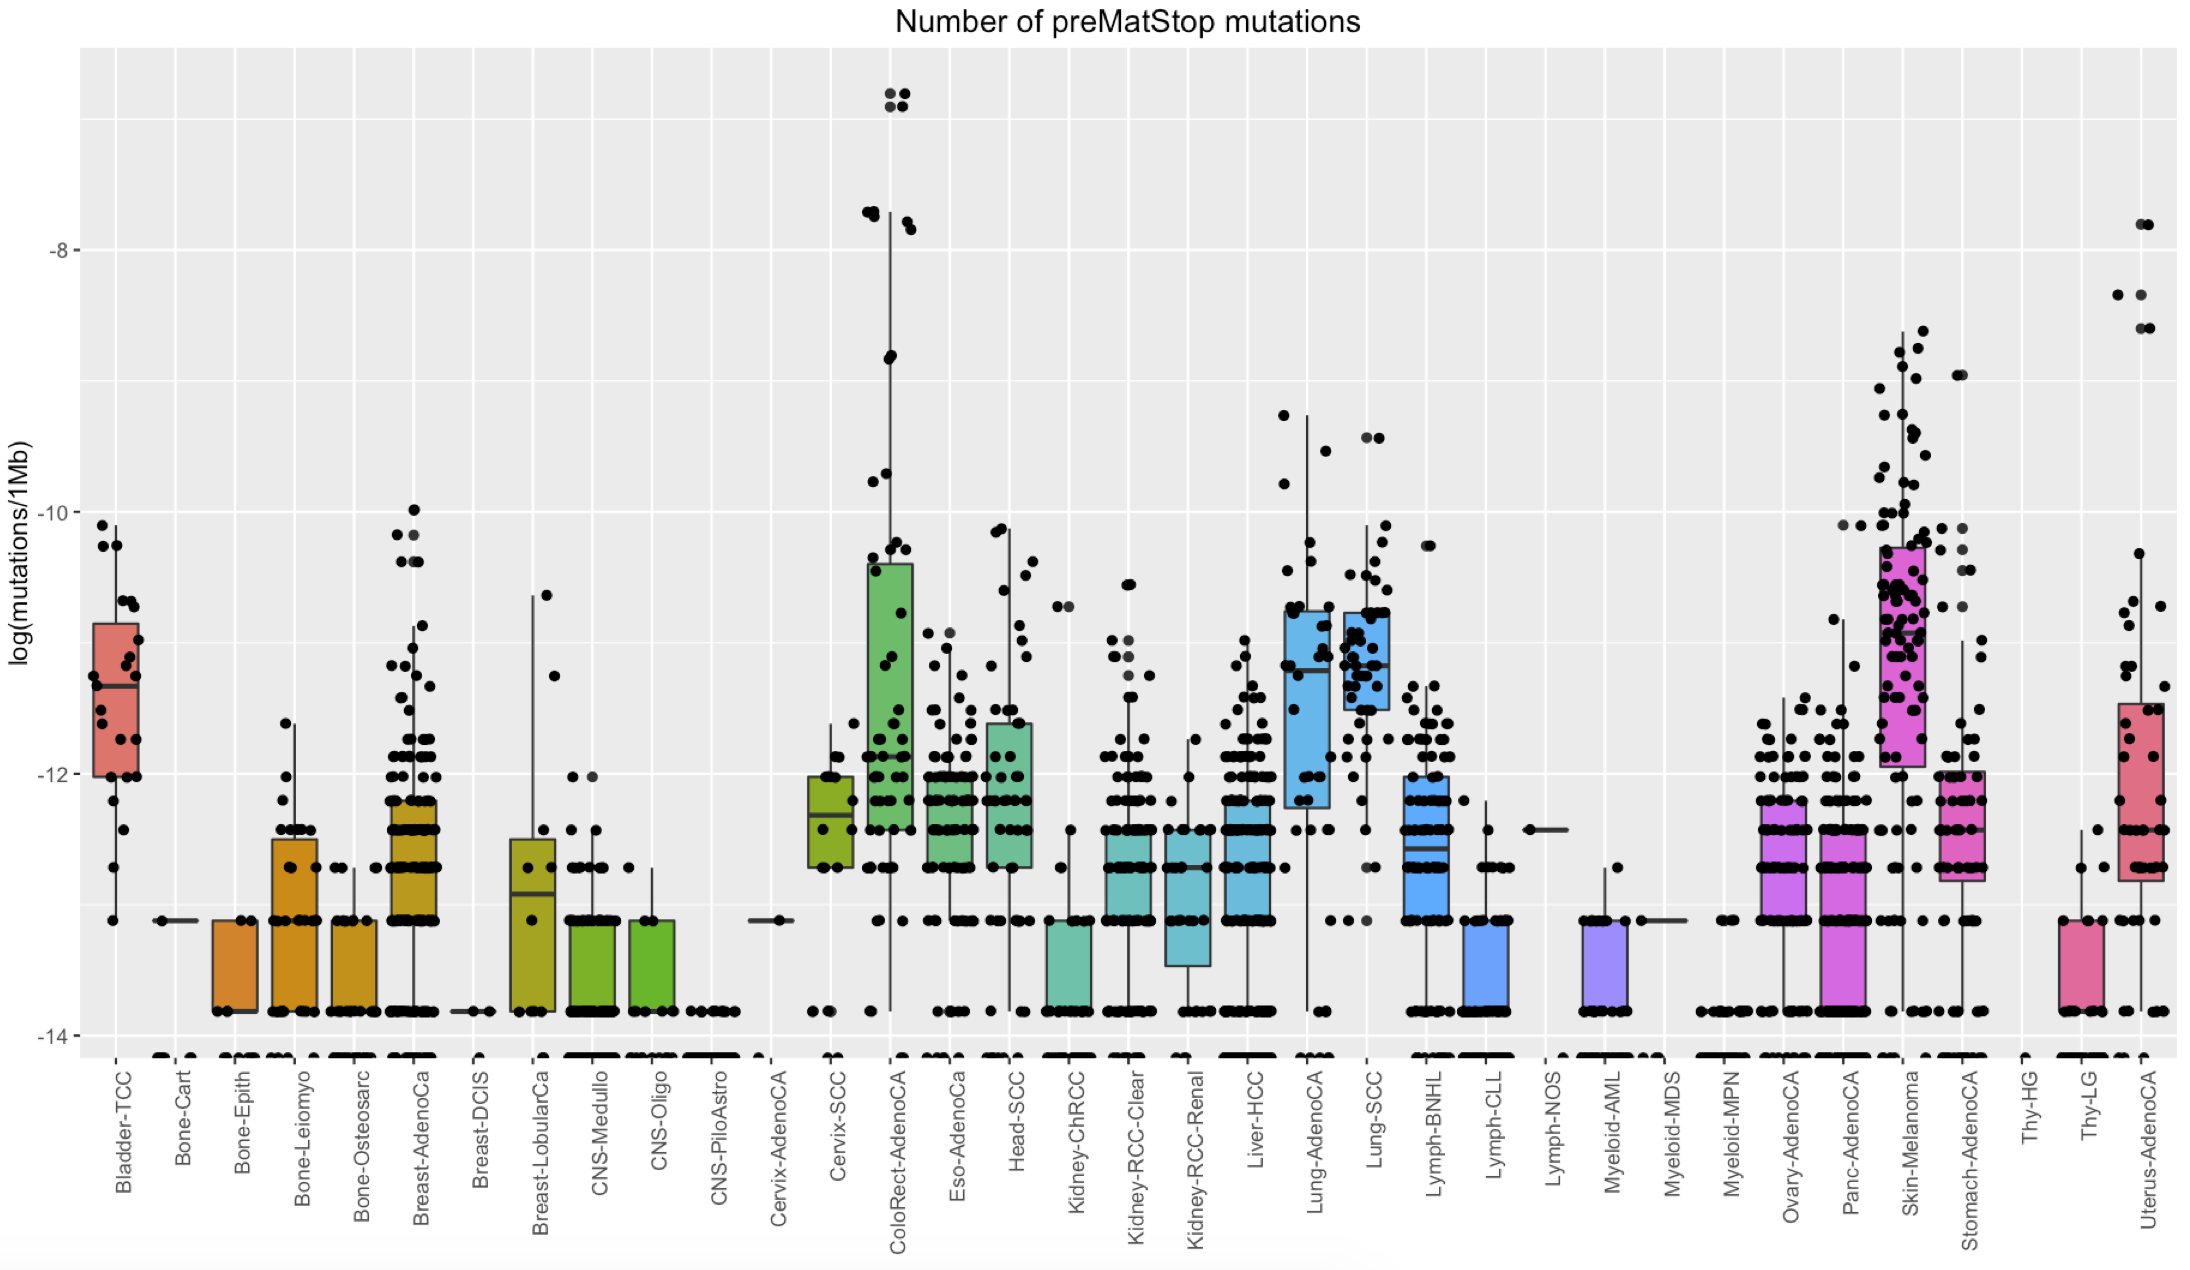 Number of preMatStop mutations
log(mutations/1Mb)
-8
-10
-12
-14
Bladder-TCC
Bone-Cart
Bone-Epith
Bone-Leiomyo
Bone-Osteosarc
Breast-AdenoCa
Breast-DCIS
Breast-LobularCa
CNS-Medullo
CNS-Oligo
CNS-PiloAstro
Cervix-AdenoCA
Cervix-SCC
ColoRect-AdenoCA
Eso-AdenoCa
Head-SCC
Kidney-ChRCC
Kidney-RCC-Clear
Kidney-RCC-Renal
Liver-HCC
Lung-AdenoCA
Lung-SCC
Lymph-BNHL
Lymph-CLL
Lymph-NOS
Myeloid-AML
Myeloid-MDS
Myeloid-MPN
Ovary-AdenoCA
Panc-AdenoCA
Skin-Melanoma
Stomach-AdenoCA
Thy-HG
Thy-LG
Uterus-AdenoCA